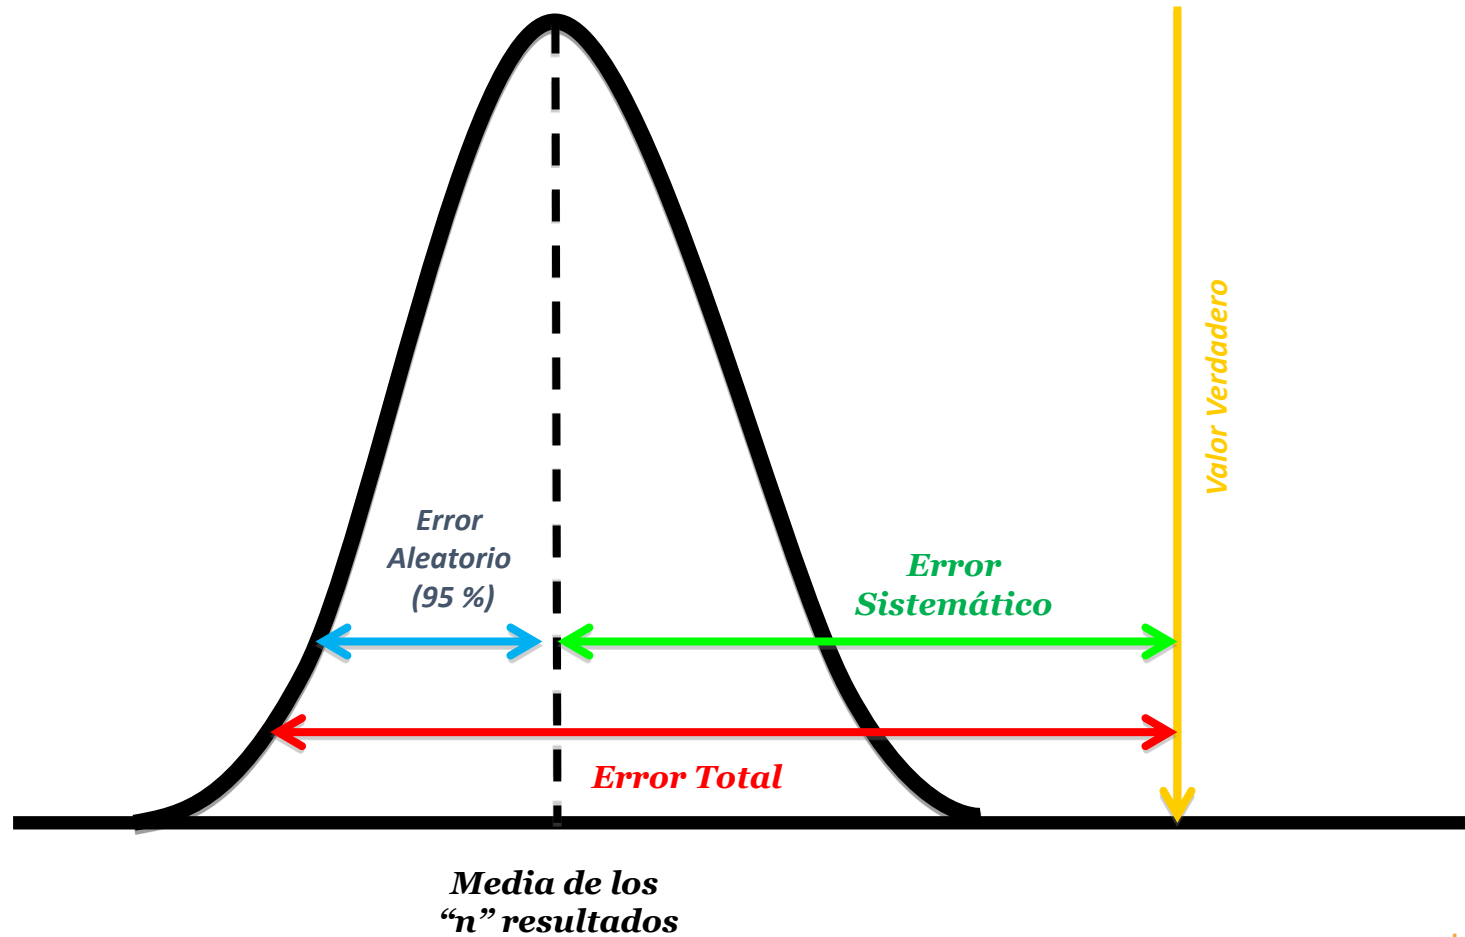 Valor Verdadero
Error
Aleatorio
(95 %)
Error
Sistemático
Error Total
Media de los
“n” resultados